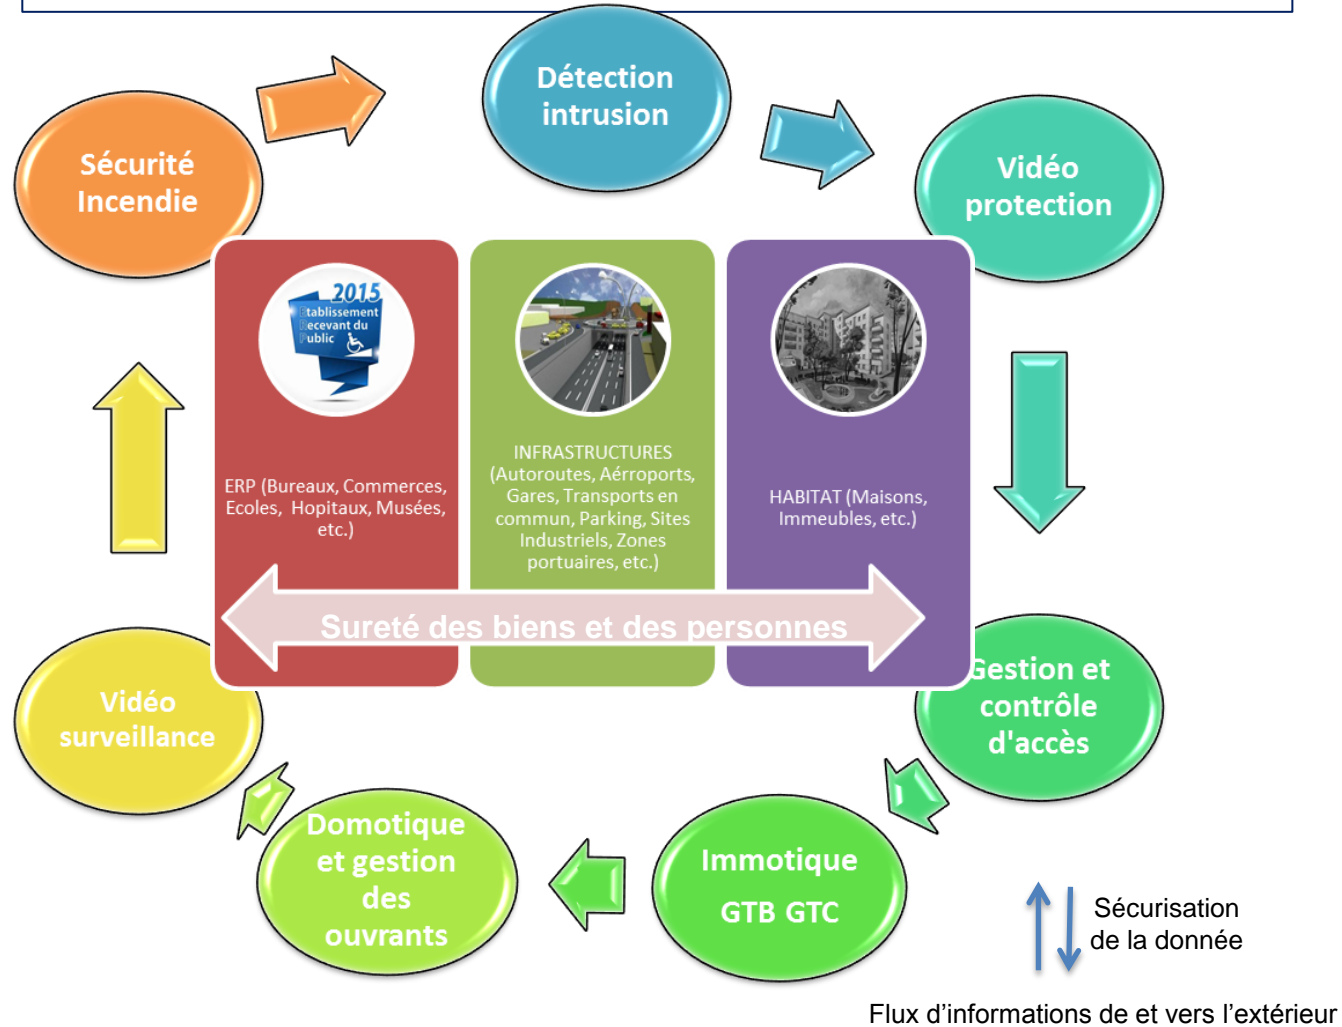 Détection
intrusion
Sécurité
Incendie
Vidéo
protection
2015
Etablissement
Recevant du
Public
ERP (Bureaux, Commerces,
Ecoles, Hopitaux, Musées,
etc.)
INFRASTRUCTURES
(Autoroutes, Aérroports,
Gares, Transports en
commun, Parking, Sites
Industriels, Zones
portuaires, etc.)
HABITAT (Maisons,
Immeubles, etc.)
Sureté des biens et des personnes
Gestion et
contrôle
d'accès
Vidéo
surveillance
Domotique
et gestion
des
ouvrants
Immotique
GTB GTC
Sécurisation
de la donnée
Flux d’informations de et vers l’extérieur